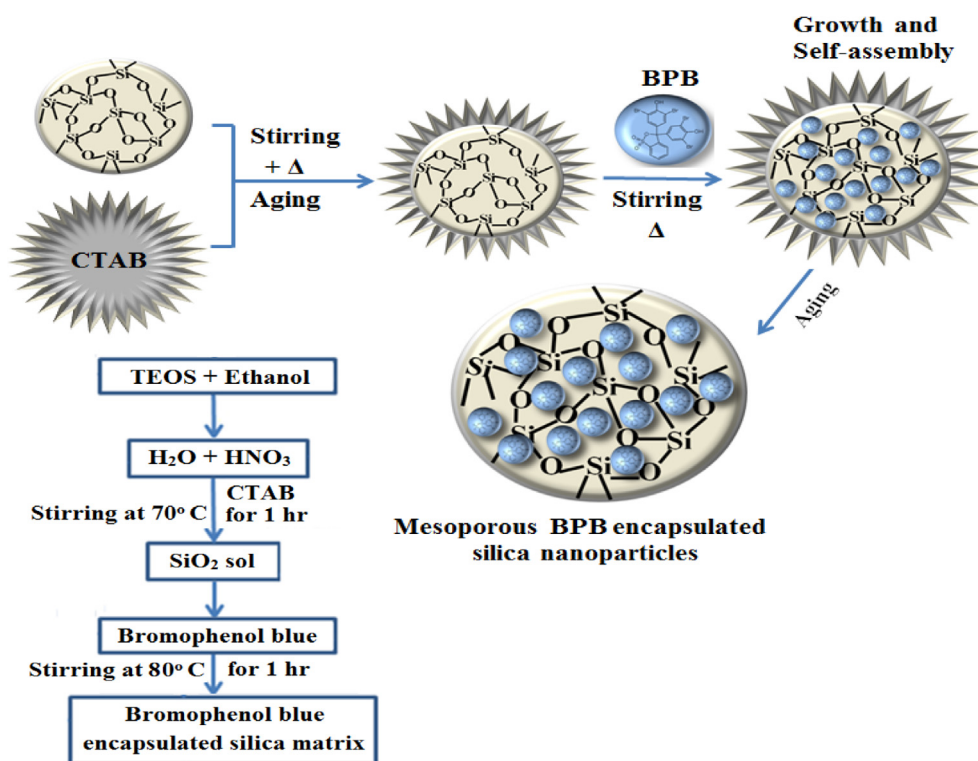 Growth and
Self-assembly
BPB
Stirring
+ Δ
Aging
Stirring
Δ
CTAB
Aging
TEOS + Ethanol
H₂O + HNO₃
CTAB
Stirring at 70° C for 1 hr
SiO₂ sol
Bromophenol blue
Stirring at 80° C for 1 hr
Bromophenol blue
encapsulated silica matrix
Mesoporous BPB encapsulated
silica nanoparticles